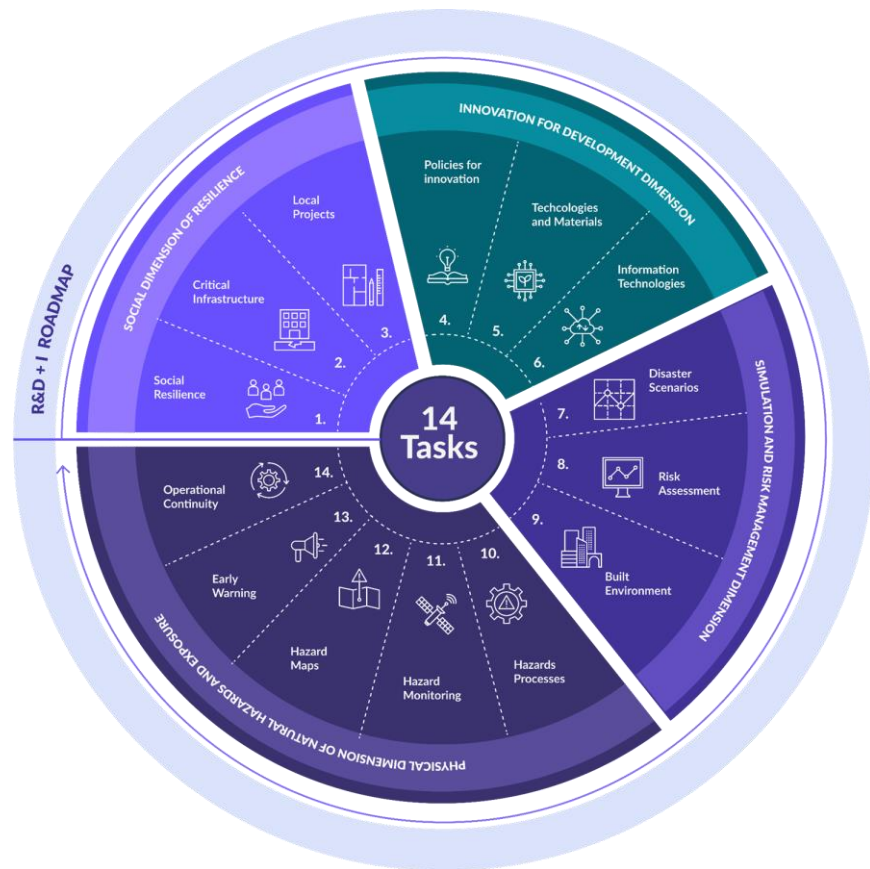 R&D + I ROADMAP
14
Tasks
SOCIAL DIMENSION OF RESILIENCE
Social
Resilience
1.
Critical
Infrastructure
2.
Local
Projects
3.
INNOVATION FOR DEVELOPMENT DIMENSION
Policies for
innovation
4.
Techcologies
and Materials
5.
Information
Technologies
6.
SIMULATION AND RISK MANAGEMENT DIMENSION
Disaster
Scenarios
7.
Risk
Assessment
8.
Built
Environment
9.
PHYSICAL DIMENSION OF NATURAL HAZARDS AND EXPOSURE
Hazards
Processes
10.
Hazard
Monitoring
11.
Hazard
Maps
12.
Early
Warning
13.
Operational
Continuity
14.